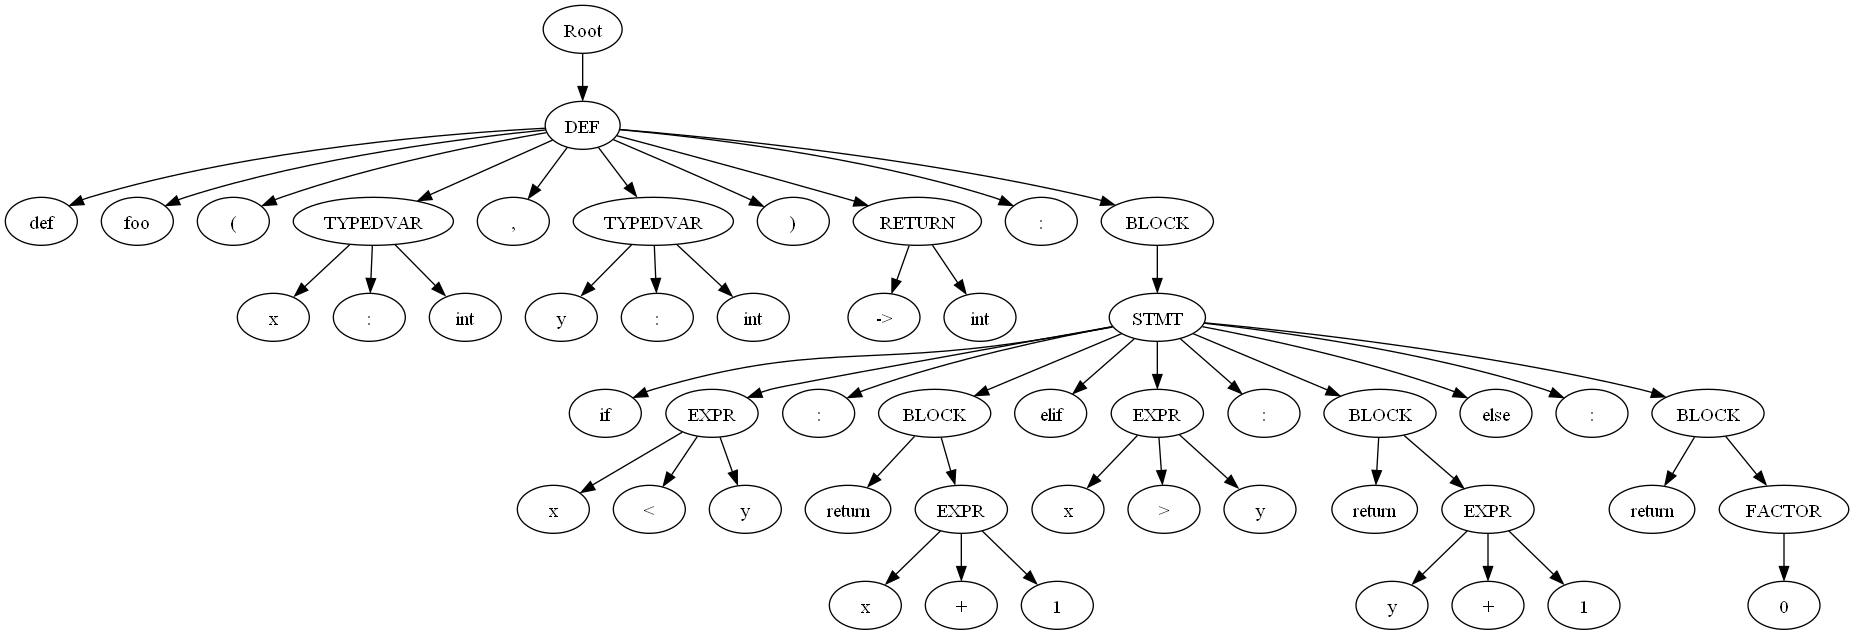 Root
DEF
def foo ( TYPEDVAR , TYPEDVAR ) RETURN : BLOCK
x : int y : int -> int STMT
if EXPR : BLOCK elif EXPR : BLOCK else : BLOCK
x < y return EXPR x > y return EXPR return FACTOR
x + 1 y + 1 0